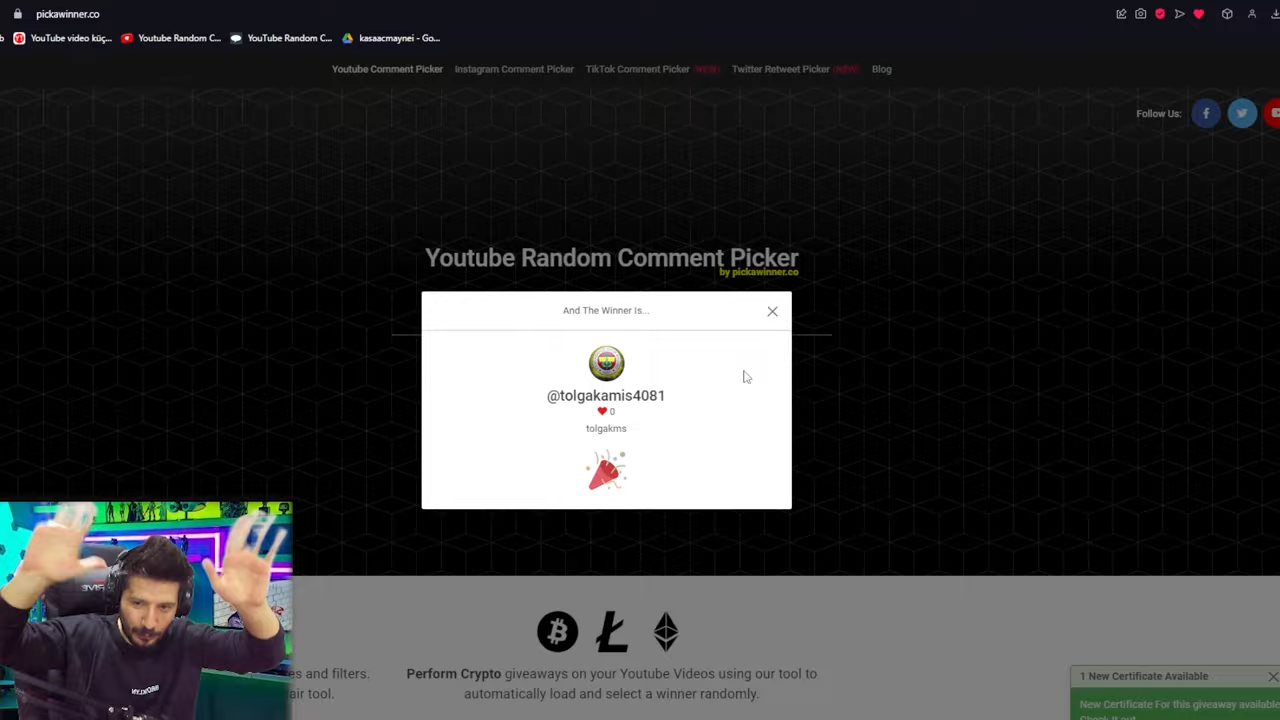 pickawinner.co
YouTube video küç...
Youtube Random C...
YouTube Random C...
kasaacmaynei - Go...
Youtube Comment Picker
Instagram Comment Picker
TikTok Comment Picker NEW!
Twitter Retweet Picker NEW!
Blog
Follow Us:
Youtube Random Comment Picker
by pickawinner.co
And The Winner Is...
@tolgakamis4081
0
tolgakms
es and filters.
air tool.
Perform Crypto giveaways on your Youtube Videos using our tool to
automatically load and select a winner randomly.
1 New Certificate Available
New Certificate For this giveaway available